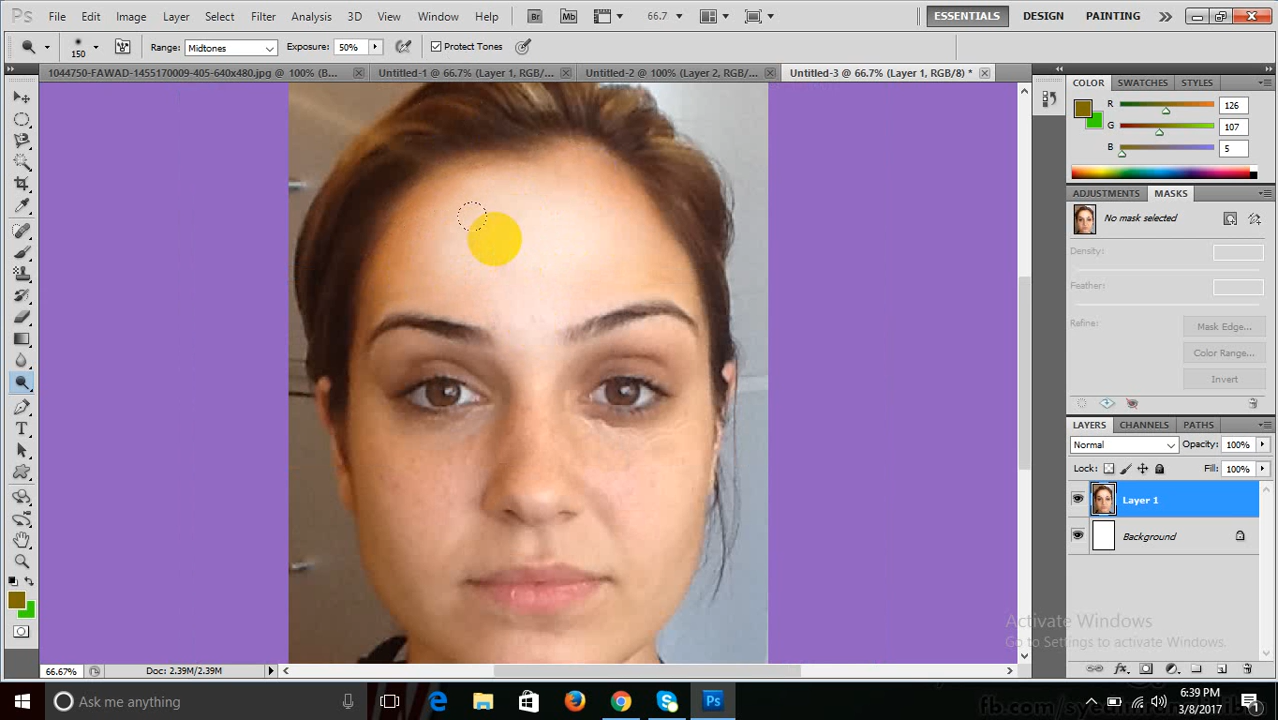 Ps File Edit Image Layer Select Filter Analysis 3D View Window Help Br Mb 66.7 ESSENTIALS DESIGN PAINTING
150 Range: Midtones Exposure: 50% Protect Tones
1044750-FAWAD-1455170009-405-640x480.jpg @ 100% (B... Untitled-1 @ 66.7% (Layer 1, RGB/... Untitled-2 @ 100% (Layer 2, RGB/... Untitled-3 @ 66.7% (Layer 1, RGB/8) *
COLOR SWATCHES STYLES
R 126
G 107
B 5
ADJUSTMENTS MASKS
No mask selected
Density:
Feather:
Refine: Mask Edge...
Color Range...
Invert
LAYERS CHANNELS PATHS
Normal Opacity: 100%
Lock: Fill: 100%
Layer 1
Background
Activate Windows
Go to Settings to activate Windows.
66.67% Doc: 2.39M/2.39M
Ask me anything
6:39 PM
3/8/2017